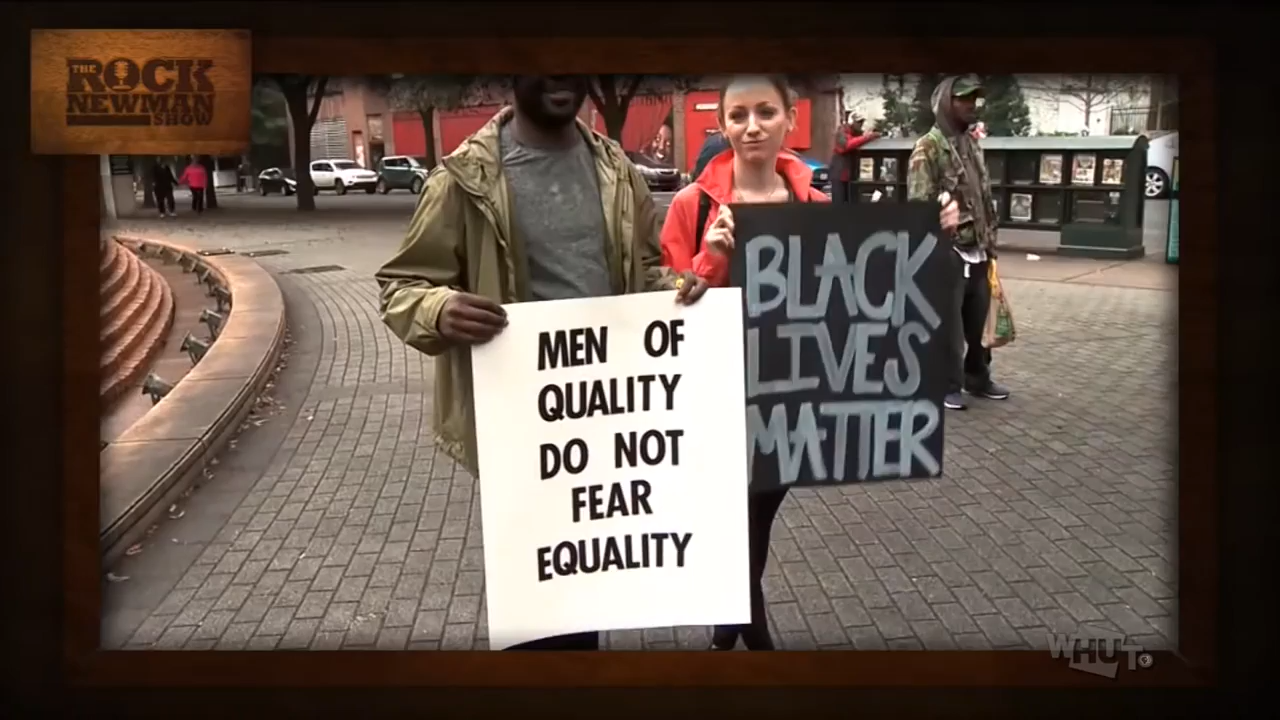 THE
ROCK
NEWMAN
SHOW
MEN OF
QUALITY
DO NOT
FEAR
EQUALITY
BLACK
LIVES
MATTER
WHUT